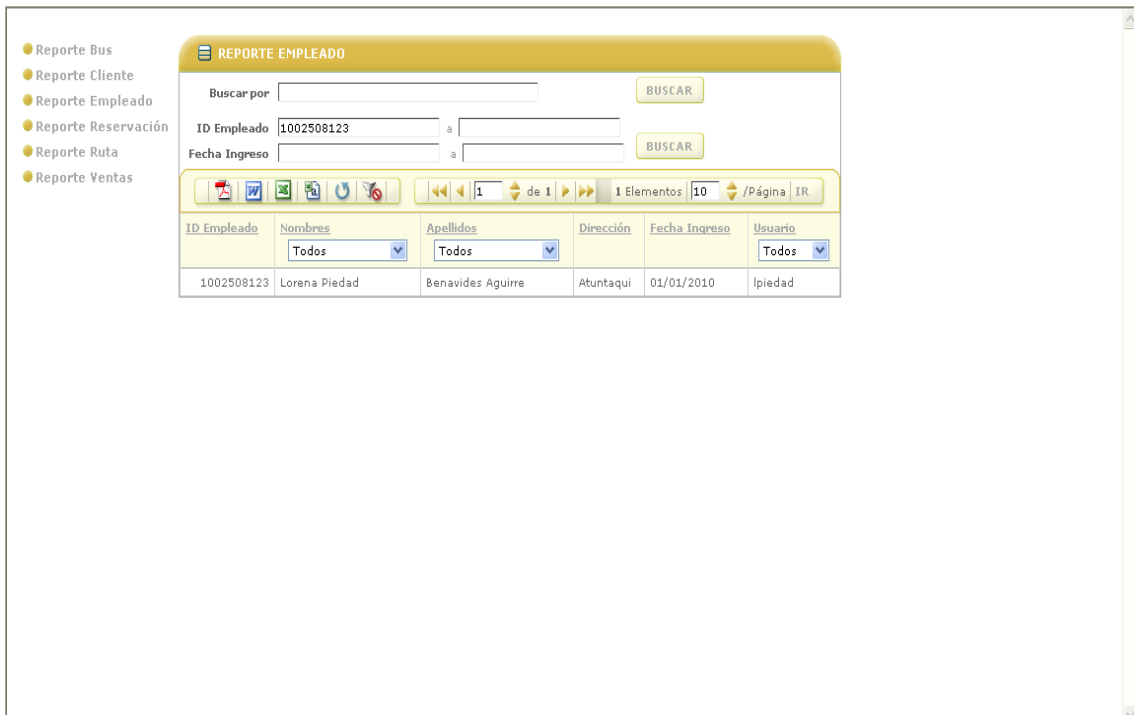 Reporte Bus
Reporte Cliente
Reporte Empleado
Reporte Reservación
Reporte Ruta
Reporte Ventas
REPORTE EMPLEADO
Buscar por BUSCAR
ID Empleado 1002508123 a
Fecha Ingreso a BUSCAR
1 de 1 1 Elementos 10 /Página IR
ID Empleado Nombres Apellidos Dirección Fecha Ingreso Usuario
Todos Todos Todos
1002508123 Lorena Piedad Benavides Aguirre Atuntaqui 01/01/2010 lpiedad